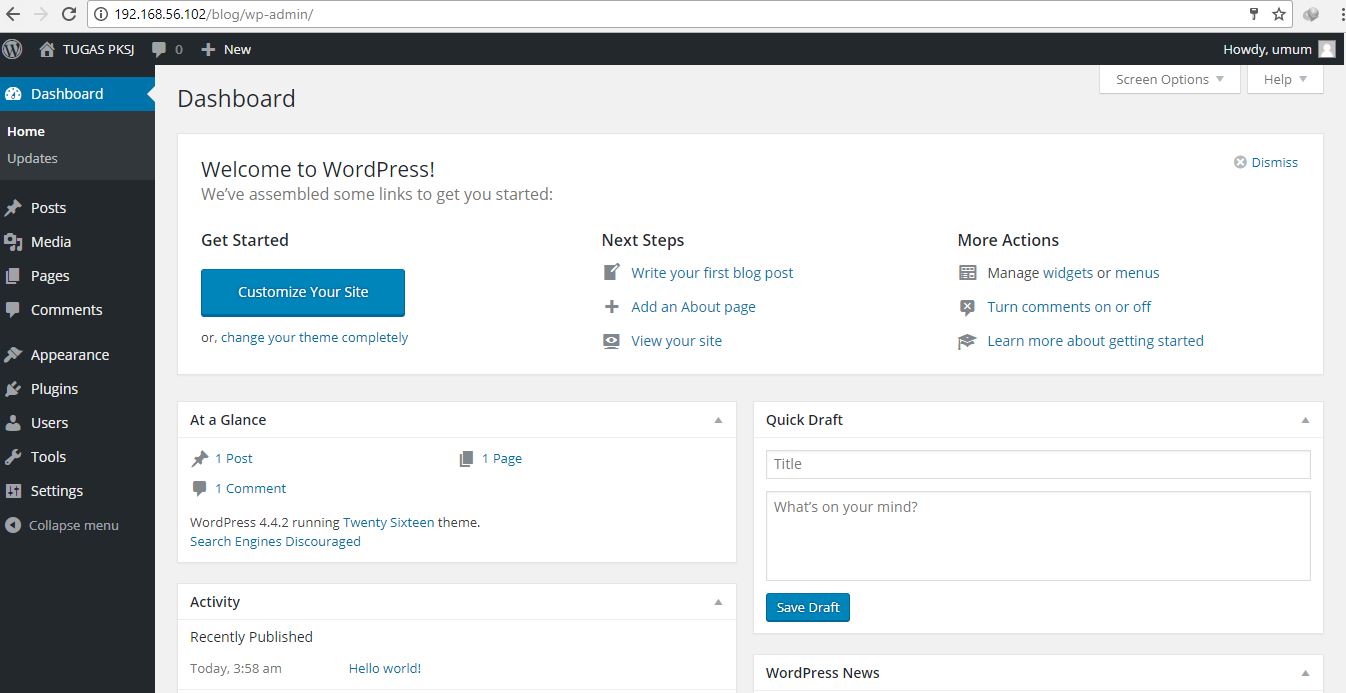 192.168.56.102/blog/wp-admin/
TUGAS PKSJ 0 New Howdy, umum
Screen Options Help
Dashboard
Home
Updates
Posts
Media
Pages
Comments
Appearance
Plugins
Users
Tools
Settings
Collapse menu
Dashboard
Welcome to WordPress!
We've assembled some links to get you started:
Dismiss
Get Started
Customize Your Site
or, change your theme completely
Next Steps
Write your first blog post
Add an About page
View your site
More Actions
Manage widgets or menus
Turn comments on or off
Learn more about getting started
At a Glance
1 Post 1 Page
1 Comment
WordPress 4.4.2 running Twenty Sixteen theme.
Search Engines Discouraged
Activity
Recently Published
Today, 3:58 am Hello world!
Quick Draft
Title
What's on your mind?
Save Draft
WordPress News